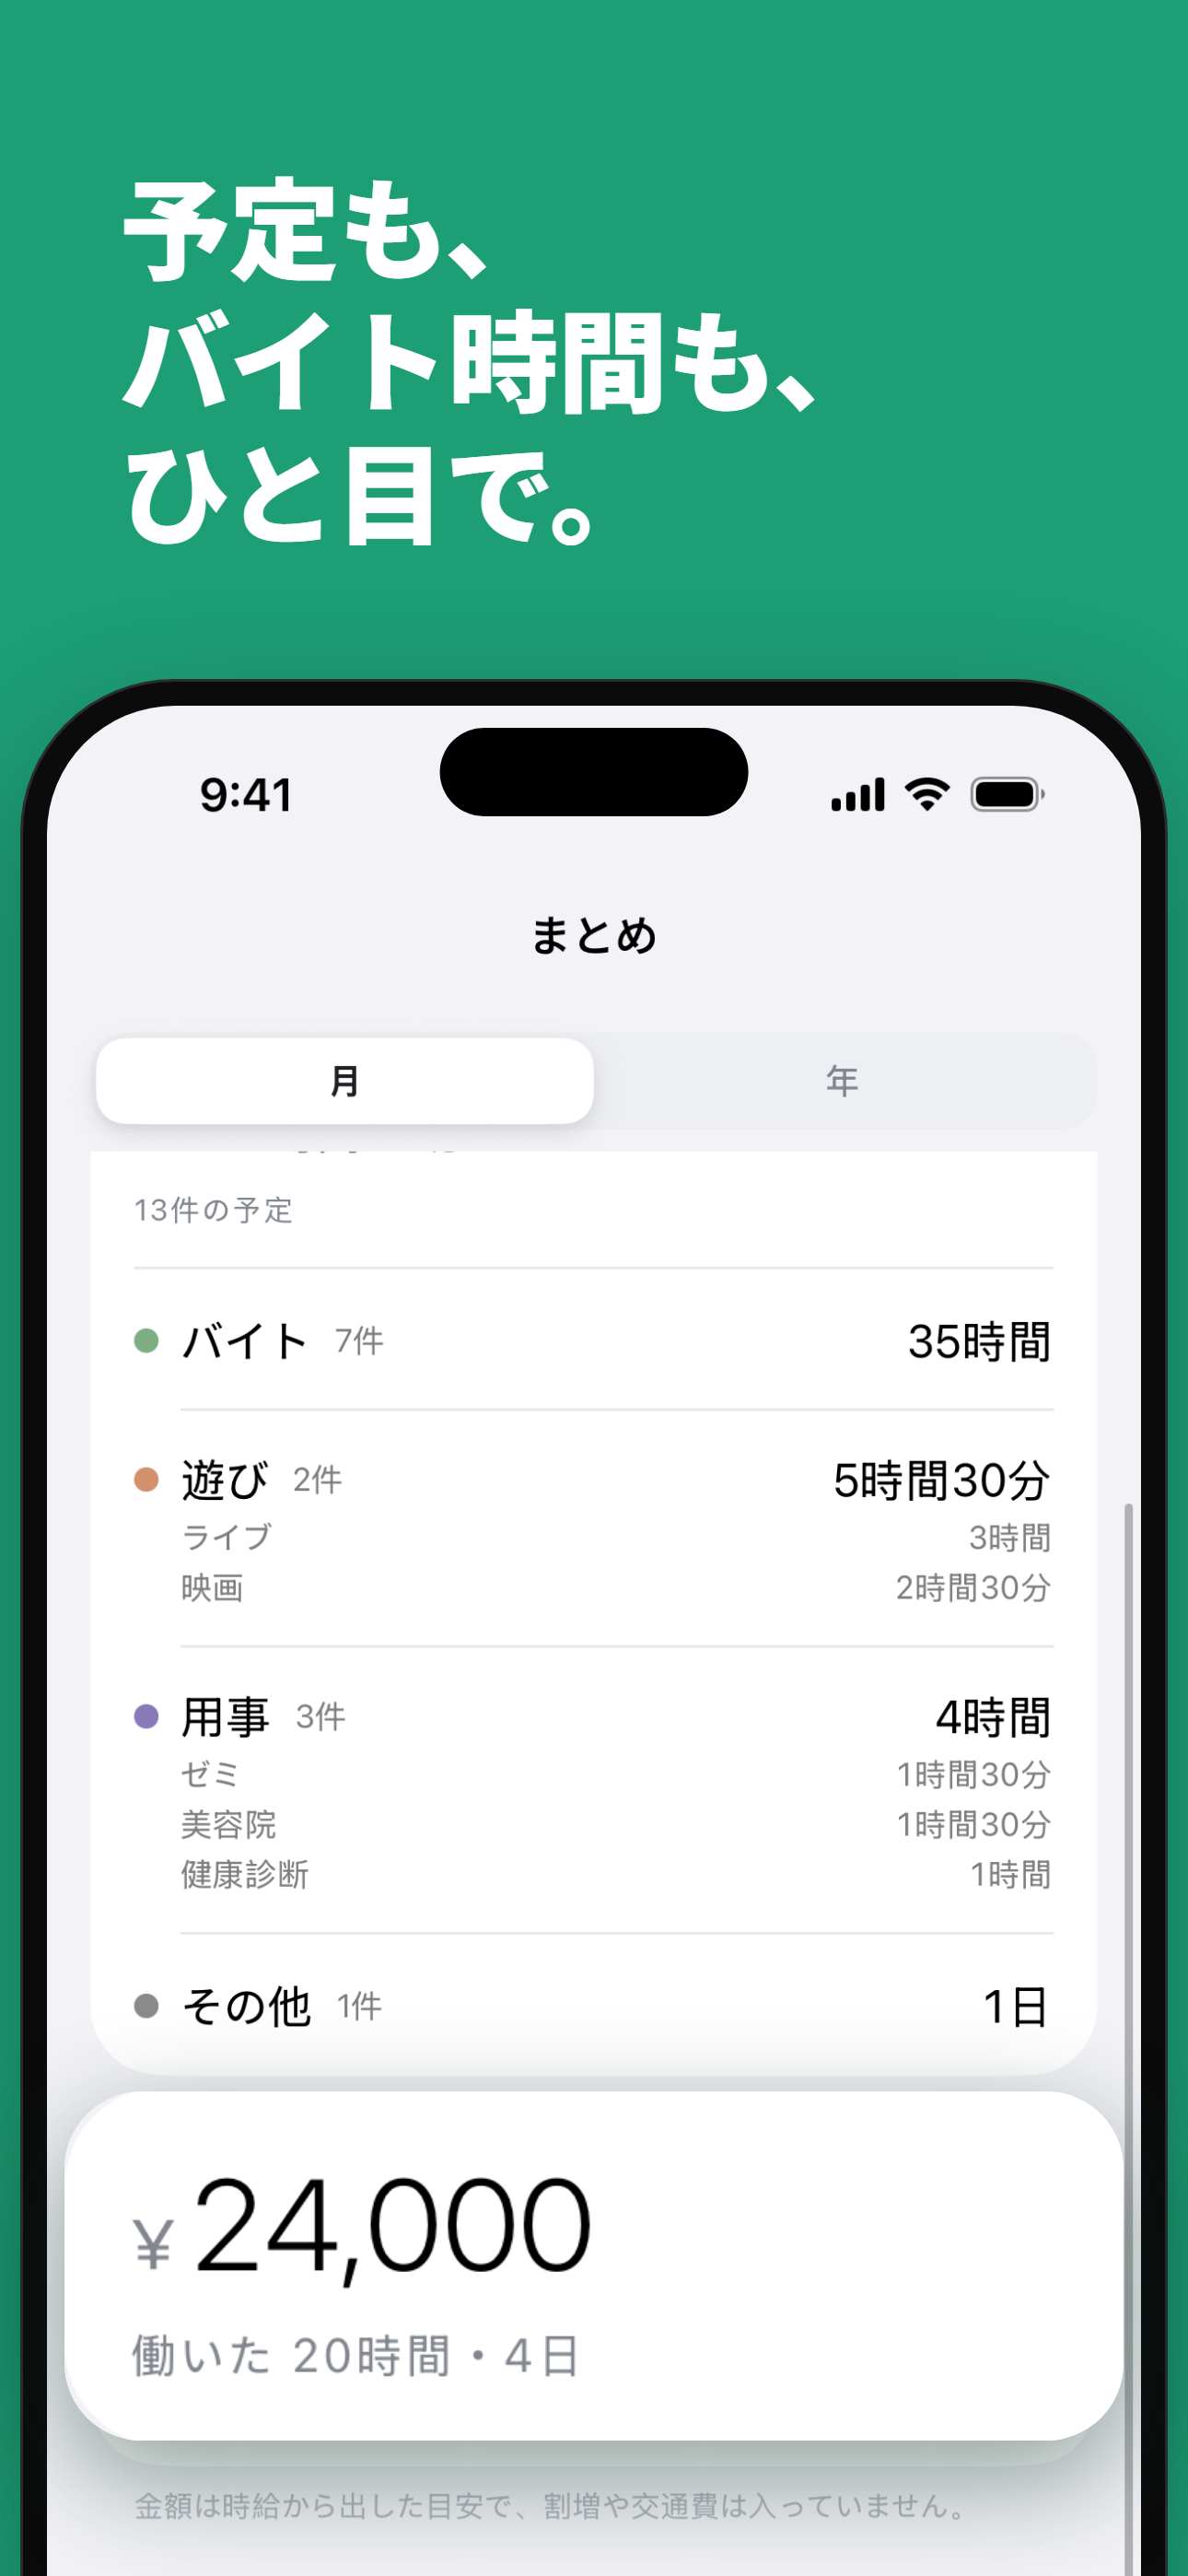 予定も、
バイト時間も、
ひと目で。
9:41
まとめ
月 年
13件の予定
バイト 7件 35時間
遊び 2件 5時間30分
ライブ 3時間
映画 2時間30分
用事 3件 4時間
ゼミ 1時間30分
美容院 1時間30分
健康診断 1時間
その他 1件 1日
¥24,000
働いた 20時間・4日
金額は時給から出した目安で、割増や交通費は入っていません。